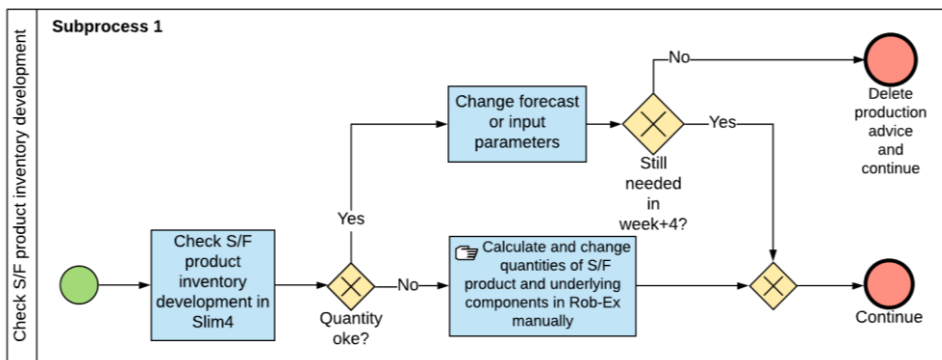 Check S/F product inventory development
Subprocess 1
Check S/F
product
inventory
development in
Slim4
Quantity
oke?
Yes
No
Change forecast
or input
parameters
Calculate and change
quantities of S/F
product and underlying
components in Rob-Ex
manually
Still
needed
in
week+4?
No
Yes
Delete
production
advice
and
continue
Continue